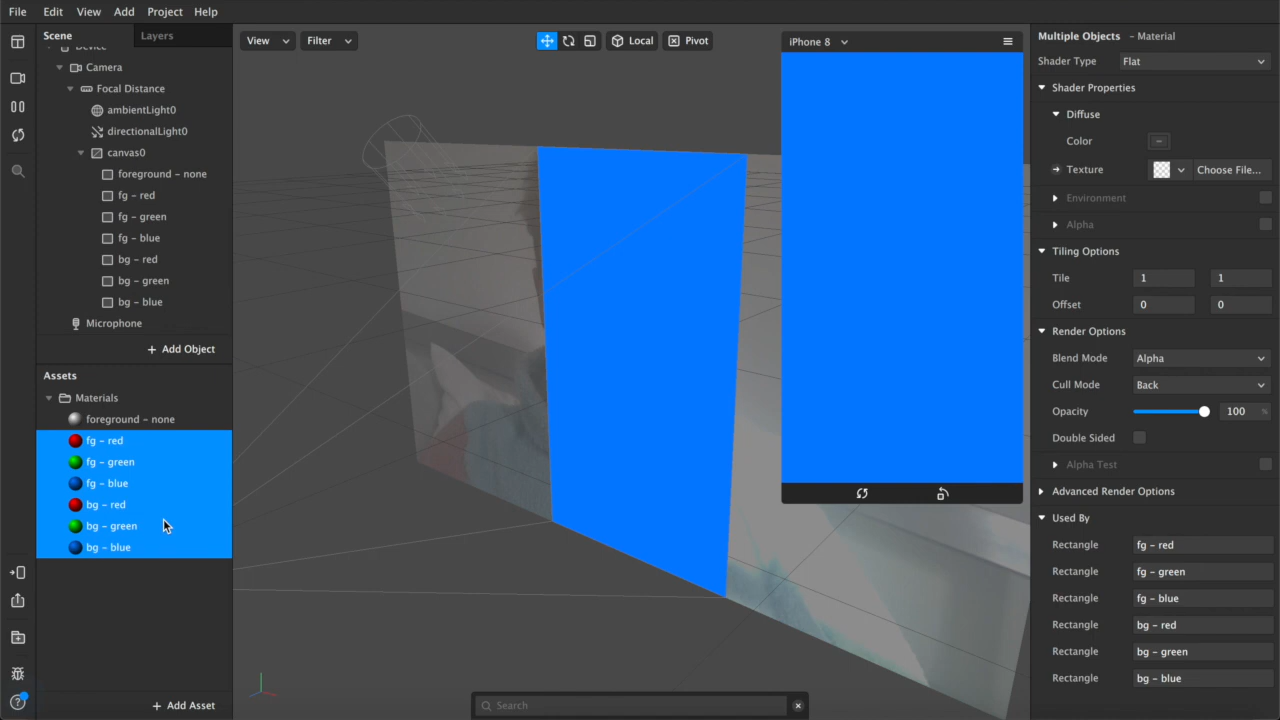 File Edit View Add Project Help
Scene
Layers
Device
Camera
Focal Distance
ambientLight0
directionalLight0
canvas0
foreground - none
fg - red
fg - green
fg - blue
bg - red
bg - green
bg - blue
Microphone
+ Add Object
Assets
Materials
foreground - none
fg - red
fg - green
fg - blue
bg - red
bg - green
bg - blue
+ Add Asset
View
Filter
Local
Pivot
iPhone 8
Search
Multiple Objects - Material
Shader Type Flat
Shader Properties
Diffuse
Color
Texture Choose File...
Environment
Alpha
Tiling Options
Tile 1 1
Offset 0 0
Render Options
Blend Mode Alpha
Cull Mode Back
Opacity 100 %
Double Sided
Alpha Test
Advanced Render Options
Used By
Rectangle fg - red
Rectangle fg - green
Rectangle fg - blue
Rectangle bg - red
Rectangle bg - green
Rectangle bg - blue